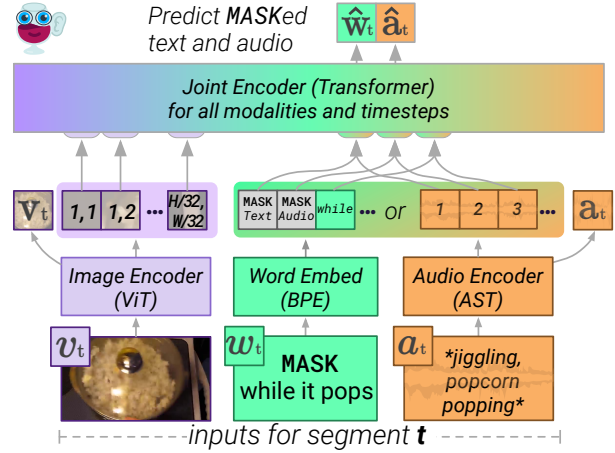 Predict MASKed
text and audio
ŵt ât
Joint Encoder (Transformer)
for all modalities and timesteps
vt 1,1 1,2 ••• H/32, W/32
MASK Text MASK Audio while ••• or 1 2 3 ••• at
Image Encoder
(ViT)
Word Embed
(BPE)
Audio Encoder
(AST)
vt
wt
MASK
while it pops
at
*jiggling,
popcorn
popping*
inputs for segment t